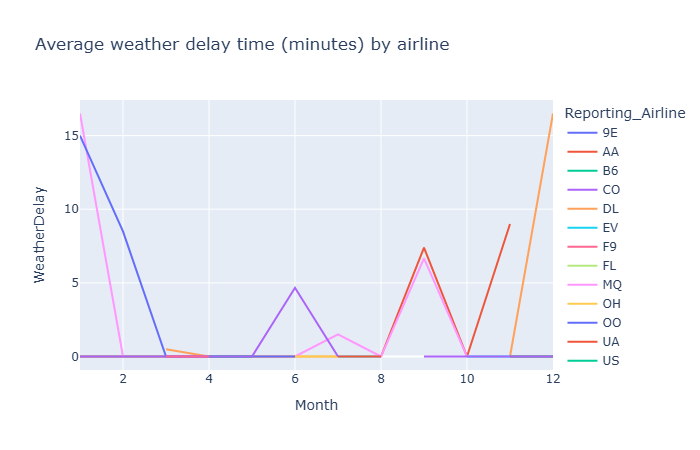 Average weather delay time (minutes) by airline
Reporting_Airline
9E
AA
B6
CO
DL
EV
F9
FL
MQ
OH
OO
UA
US
WeatherDelay
15
10
5
0
2
4
6
8
10
12
Month